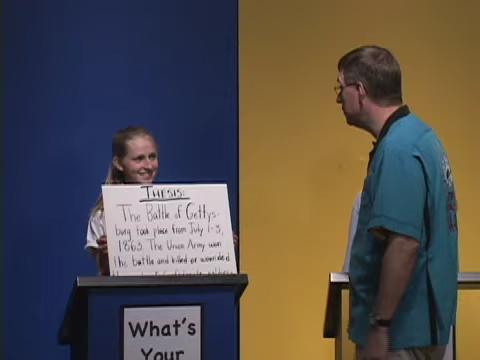 THESIS:
The Battle of Gettys-
burg took place from July 1-3,
1863. The Union Army won
the battle and killed or wounded
What's
Your